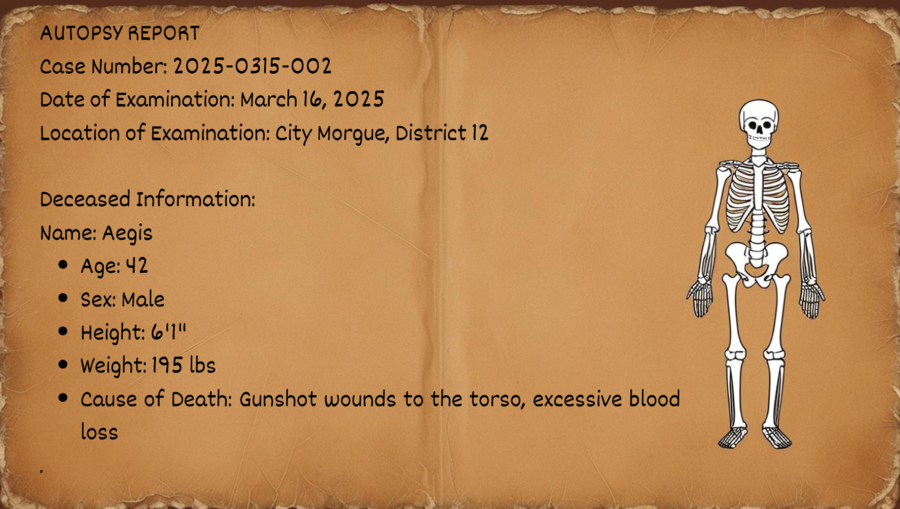 AUTOPSY REPORT
Case Number: 2025-0315-002
Date of Examination: March 16, 2025
Location of Examination: City Morgue, District 12
Deceased Information:
Name: Aegis
• Age: 42
• Sex: Male
• Height: 6'1"
• Weight: 195 lbs
• Cause of Death: Gunshot wounds to the torso, excessive blood
loss
.